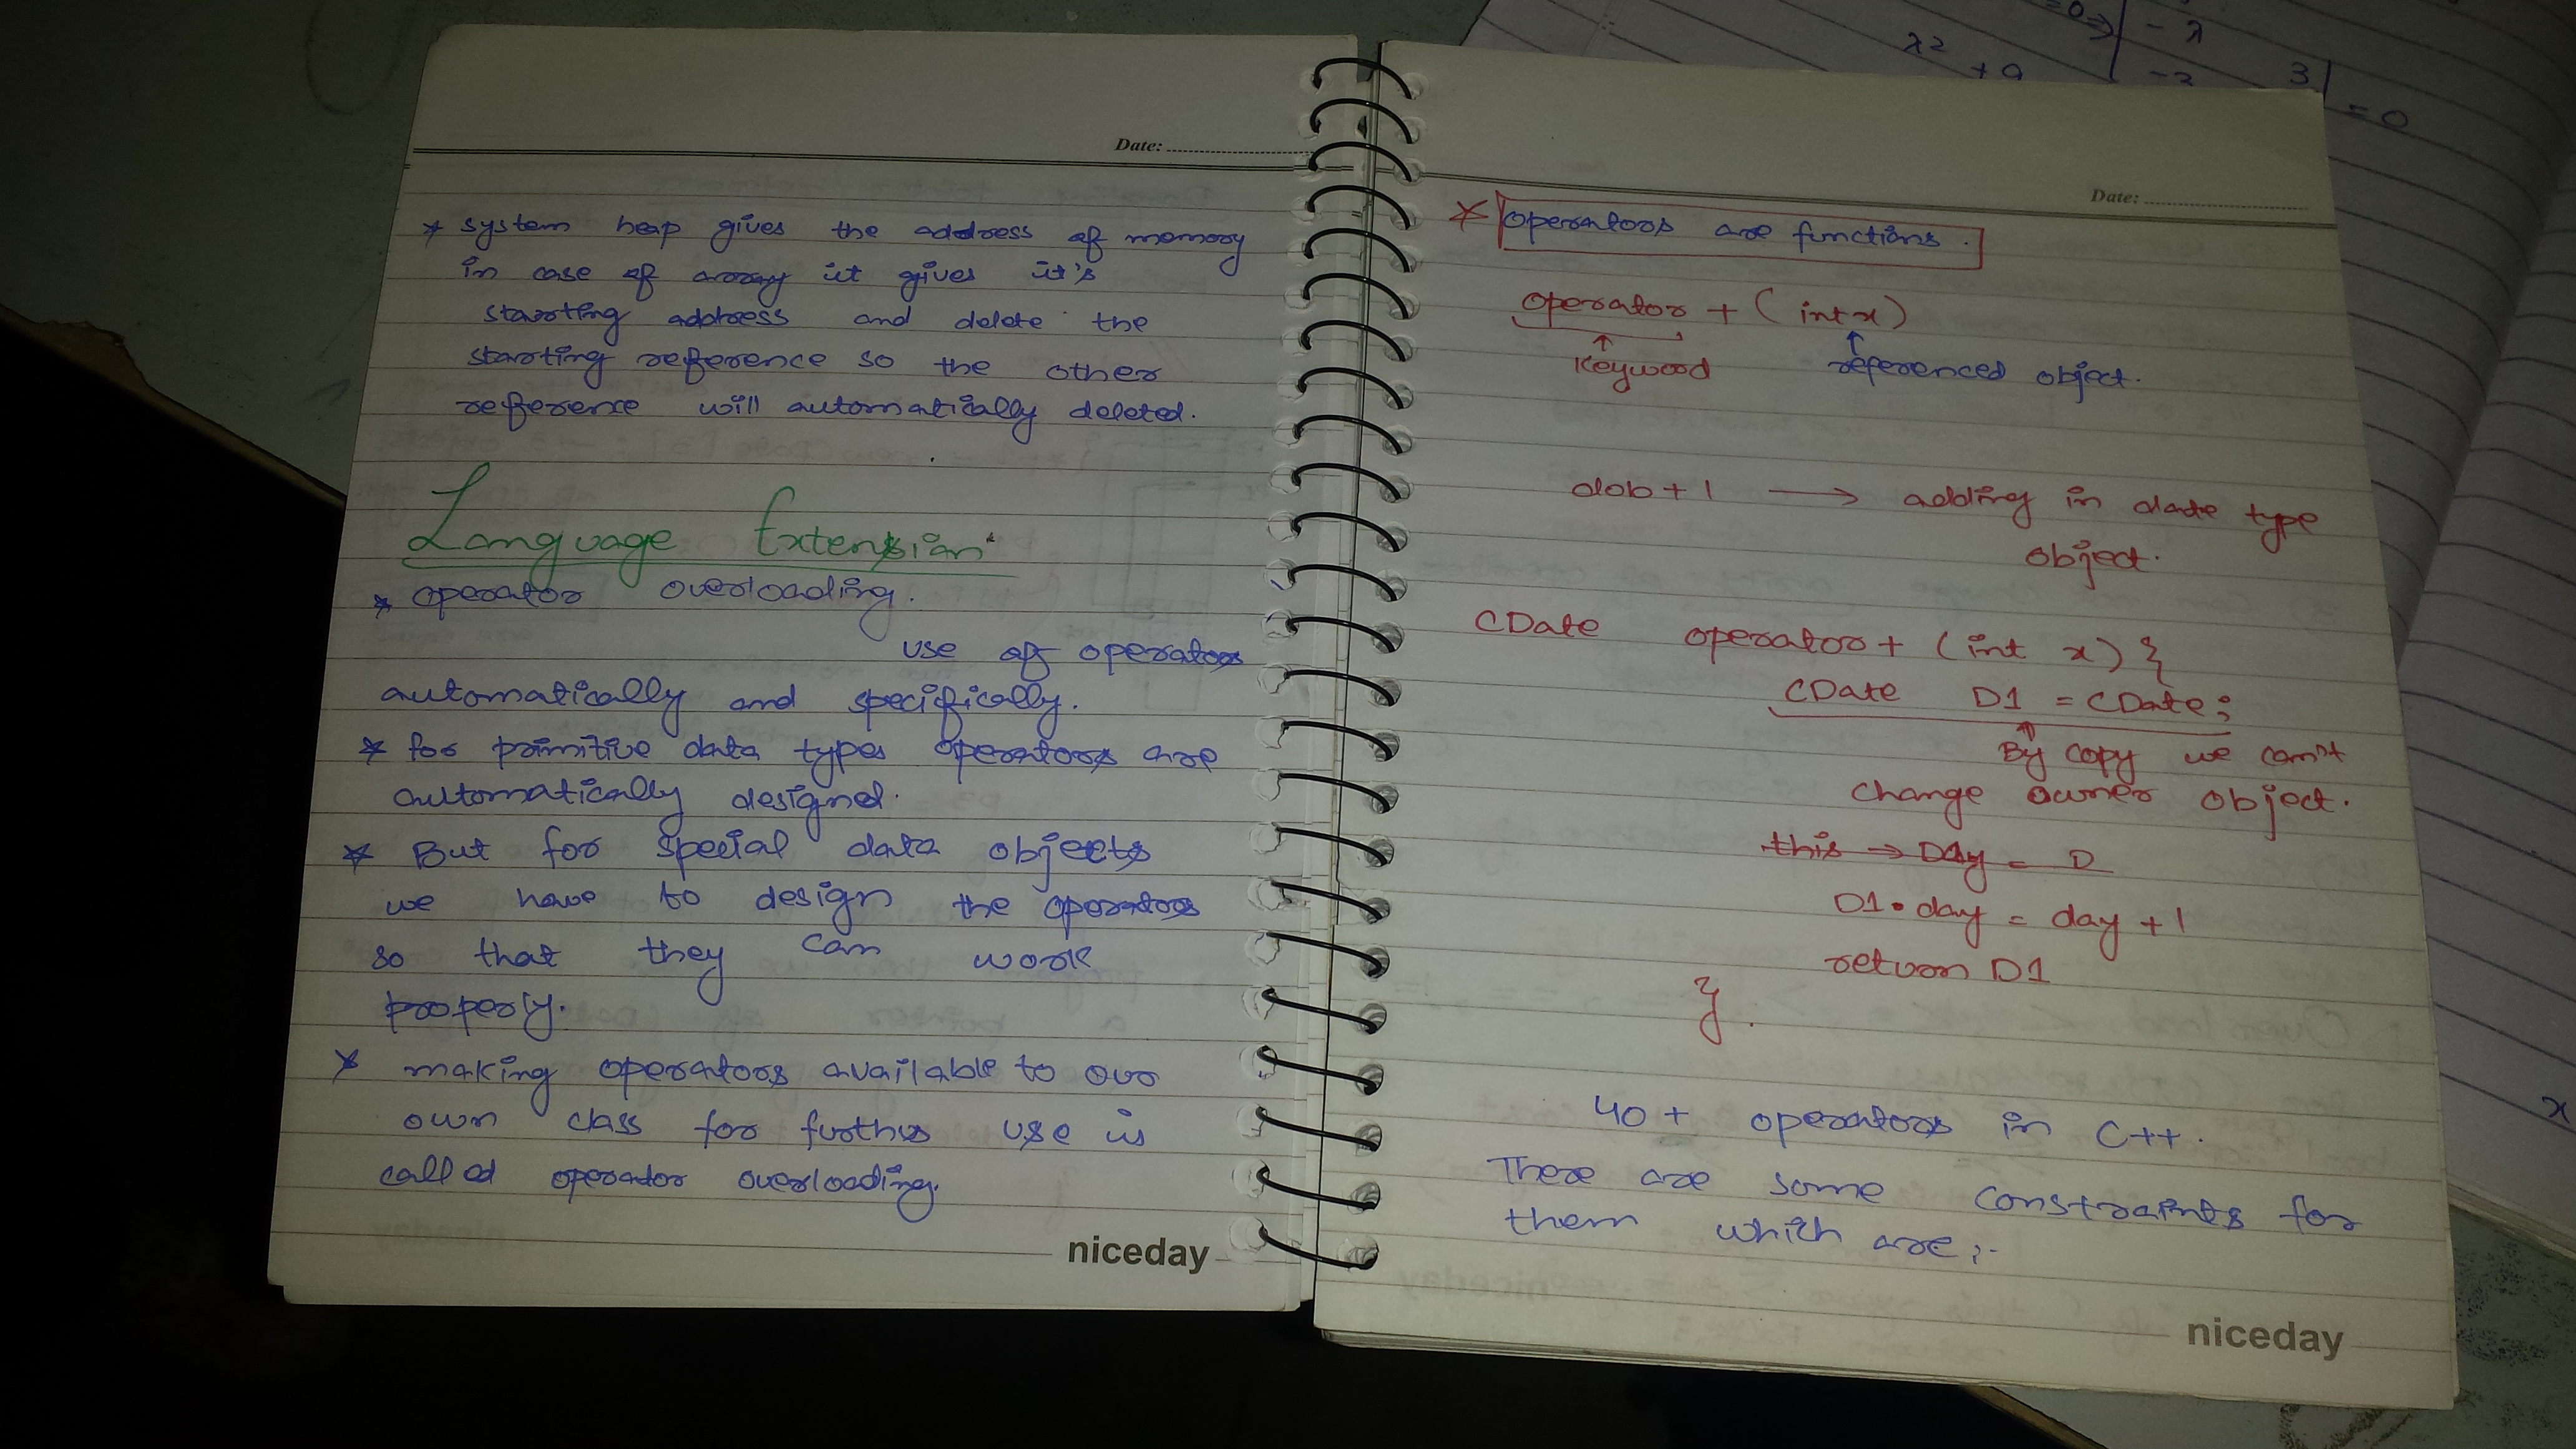 Date:
* system heap gives the address of memory
in case of array it gives it's
starting address and delete the
starting reference so the other
reference will automatically deleted.
Language Extension
* operator overloading.
use of operators
automatically and specifically.
* for primitive data types operators are
automatically designed.
* But for special data objects
we have to design the operators
so that they can work
properly.
* making operators available to our
own class for further use is
called operator overloading.
niceday
Date:
* operators are functions.
operator + (int x)
↑ ↑
Keyword referenced object.
dob + 1 → adding in date type
object.
CDate operator + (int x) {
CDate D1 = CDate;
↑
By copy we can't
change owner object.
this → Day = D
D1.day = day + 1
return D1
}.
40 + operators in C++.
There are some constraints for
them which are:-
niceday
=0⇒ | -λ
λ2 + 9
-3 3 | = 0
x